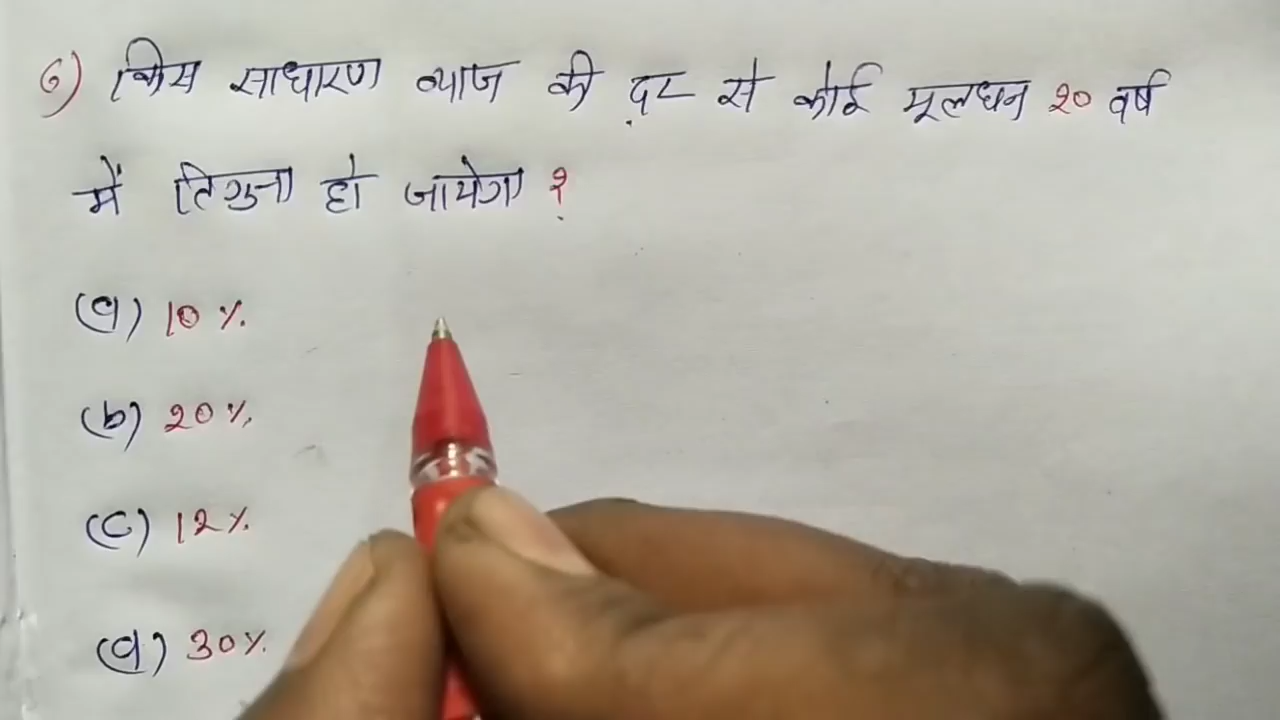 6) किस साधारण ब्याज की दर से कोई मूलधन 20 वर्ष
में तिगुना हो जायेगा ?
(a) 10 %
(b) 20 %
(c) 12 %
(d) 30 %